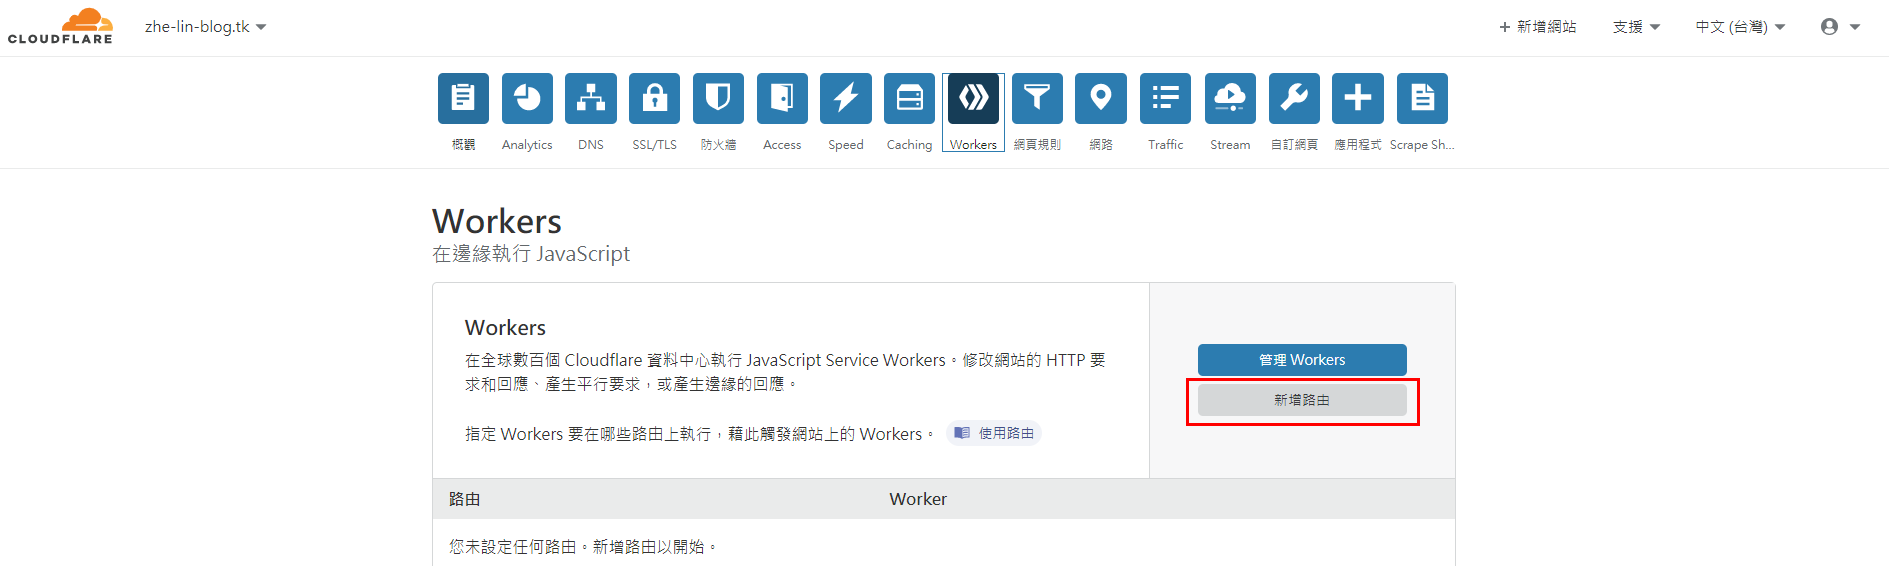 CLOUDFLARE
zhe-lin-blog.tk
+ 新增網站
支援
中文 (台灣)
概觀
Analytics
DNS
SSL/TLS
防火牆
Access
Speed
Caching
Workers
網頁規則
網路
Traffic
Stream
自訂網頁
應用程式
Scrape Sh...
Workers
在邊緣執行 JavaScript
Workers
在全球數百個 Cloudflare 資料中心執行 JavaScript Service Workers。修改網站的 HTTP 要
求和回應、產生平行要求，或產生邊緣的回應。
指定 Workers 要在哪些路由上執行，藉此觸發網站上的 Workers。
使用路由
管理 Workers
新增路由
路由
Worker
您未設定任何路由。新增路由以開始。